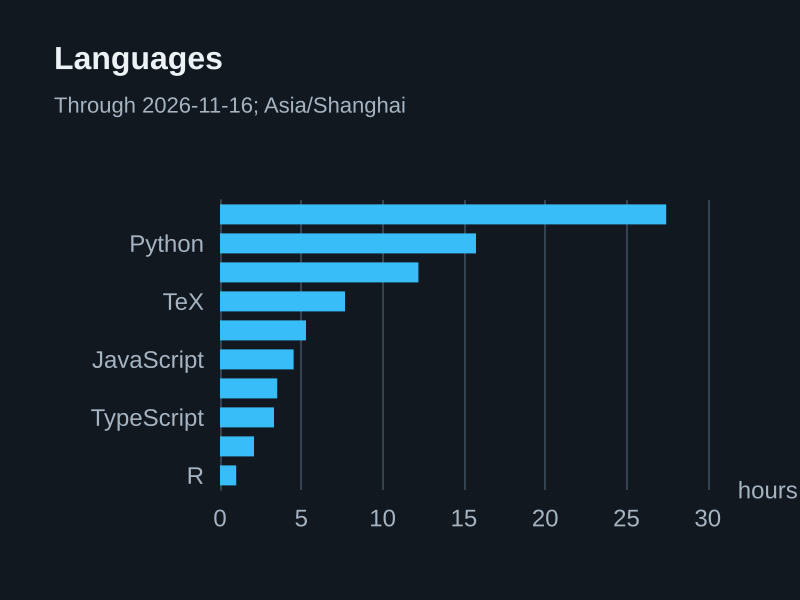 Languages
Through 2026-11-16; Asia/Shanghai
Python
TeX
JavaScript
TypeScript
R
hours
0 5 10 15 20 25 30